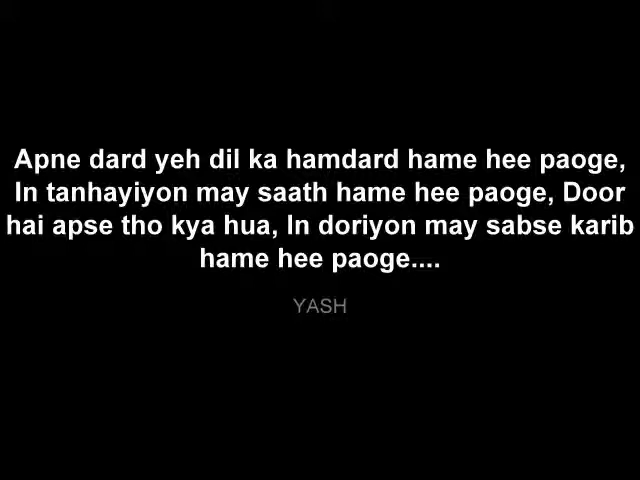 Apne dard yeh dil ka hamdard hame hee paoge,
In tanhayiyon may saath hame hee paoge, Door
hai apse tho kya hua, In doriyon may sabse karib
hame hee paoge....
YASH